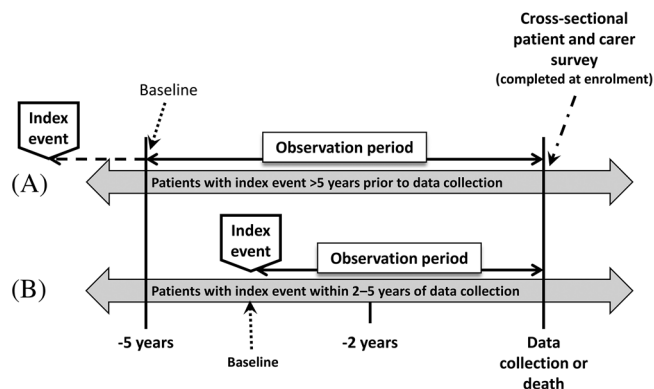 Cross-sectional
patient and carer
survey
(completed at enrolment)
Baseline
Index
event
Observation period
(A)
Patients with index event >5 years prior to data collection
Index
event
Observation period
(B)
Patients with index event within 2–5 years of data collection
-5 years
Baseline
-2 years
Data
collection or
death